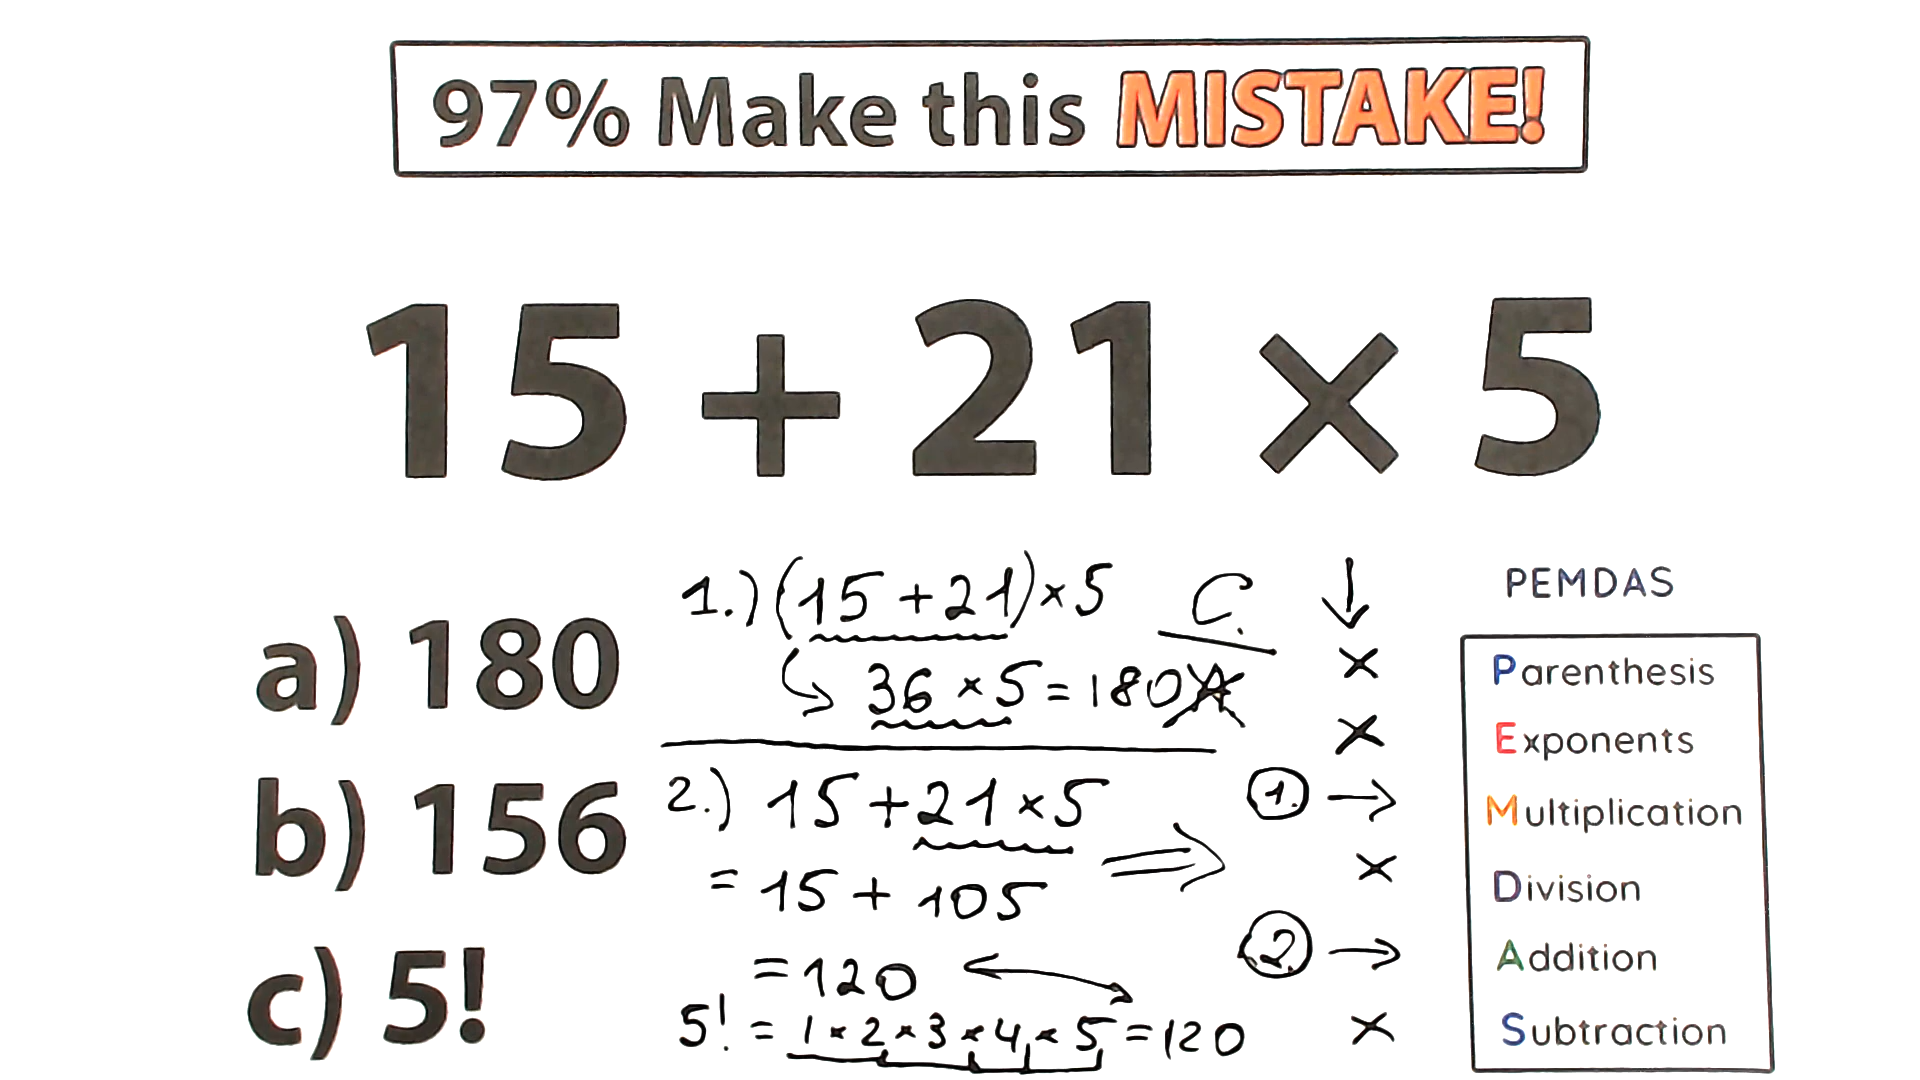 97% Make this MISTAKE!
15 + 21 × 5
a) 180
b) 156
c) 5!
1.) (15 + 21) × 5 C.
36 × 5 = 180 A
2.) 15 + 21 × 5
= 15 + 105
= 120
5! = 1 × 2 × 3 × 4 × 5 = 120
1.
2.
PEMDAS
Parenthesis
Exponents
Multiplication
Division
Addition
Subtraction